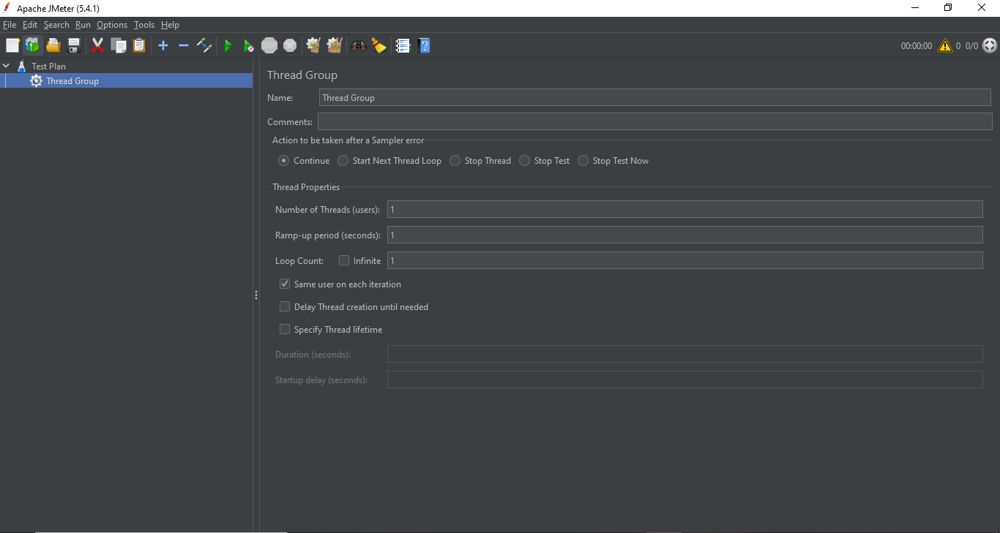 Apache JMeter (5.4.1)
File Edit Search Run Options Tools Help
STOP
00:00:00 0 0/0
Test Plan
Thread Group
Thread Group
Name: Thread Group
Comments:
Action to be taken after a Sampler error
Continue Start Next Thread Loop Stop Thread Stop Test Stop Test Now
Thread Properties
Number of Threads (users): 1
Ramp-up period (seconds): 1
Loop Count: Infinite 1
Same user on each iteration
Delay Thread creation until needed
Specify Thread lifetime
Duration (seconds):
Startup delay (seconds):